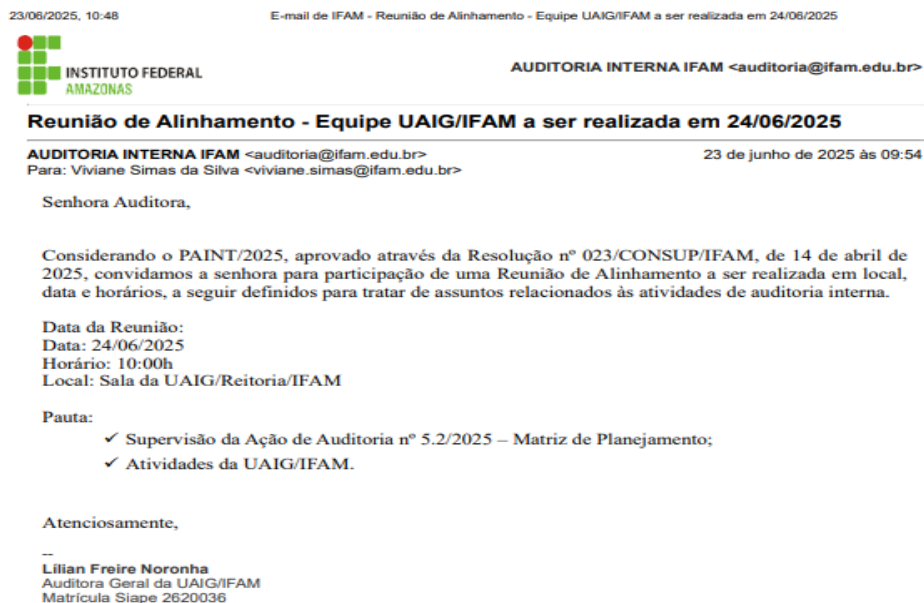 23/06/2025, 10:48 E-mail de IFAM - Reunião de Alinhamento - Equipe UAIG/IFAM a ser realizada em 24/06/2025
INSTITUTO FEDERAL
AMAZONAS
AUDITORIA INTERNA IFAM <auditoria@ifam.edu.br>
Reunião de Alinhamento - Equipe UAIG/IFAM a ser realizada em 24/06/2025
AUDITORIA INTERNA IFAM <auditoria@ifam.edu.br> 23 de junho de 2025 às 09:54
Para: Viviane Simas da Silva <viviane.simas@ifam.edu.br>
Senhora Auditora,
Considerando o PAINT/2025, aprovado através da Resolução nº 023/CONSUP/IFAM, de 14 de abril de
2025, convidamos a senhora para participação de uma Reunião de Alinhamento a ser realizada em local,
data e horários, a seguir definidos para tratar de assuntos relacionados às atividades de auditoria interna.
Data da Reunião:
Data: 24/06/2025
Horário: 10:00h
Local: Sala da UAIG/Reitoria/IFAM
Pauta:
✓ Supervisão da Ação de Auditoria nº 5.2/2025 – Matriz de Planejamento;
✓ Atividades da UAIG/IFAM.
Atenciosamente,
--
Lilian Freire Noronha
Auditora Geral da UAIG/IFAM
Matrícula Siape 2620036